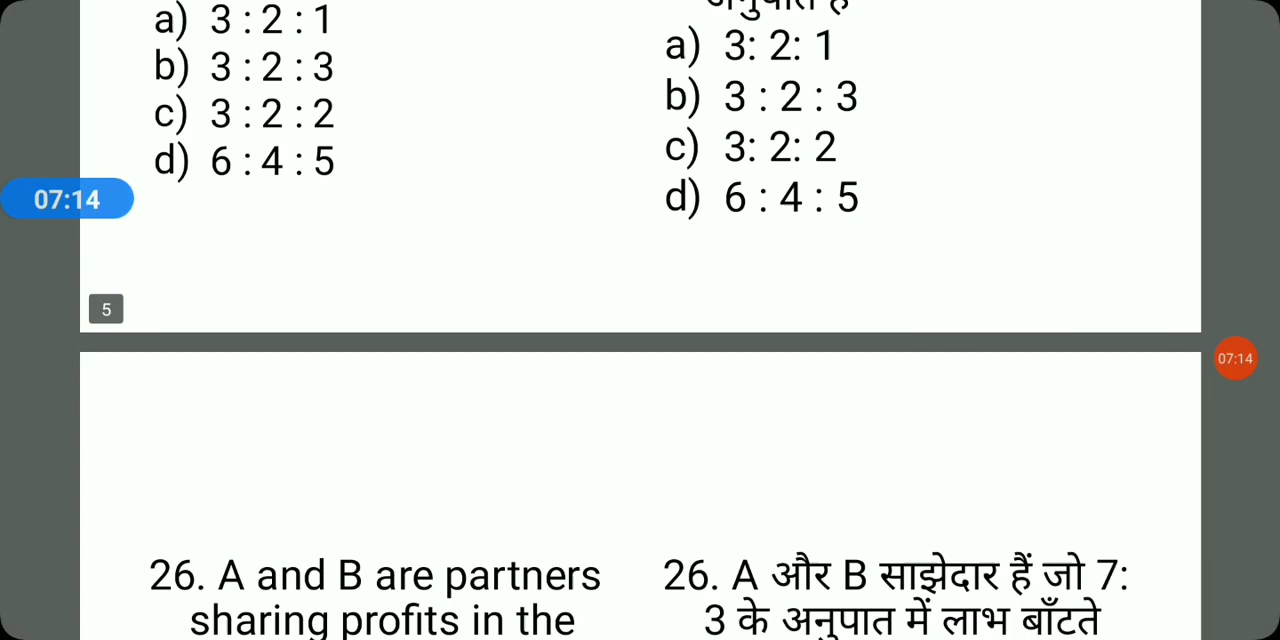 a) 3 : 2 : 1
b) 3 : 2 : 3
c) 3 : 2 : 2
d) 6 : 4 : 5
a) 3: 2: 1
b) 3 : 2 : 3
c) 3: 2: 2
d) 6 : 4 : 5
07:14
5
07:14
26. A and B are partners
sharing profits in the
26. A और B साझेदार हैं जो 7:
3 के अनुपात में लाभ बाँटते